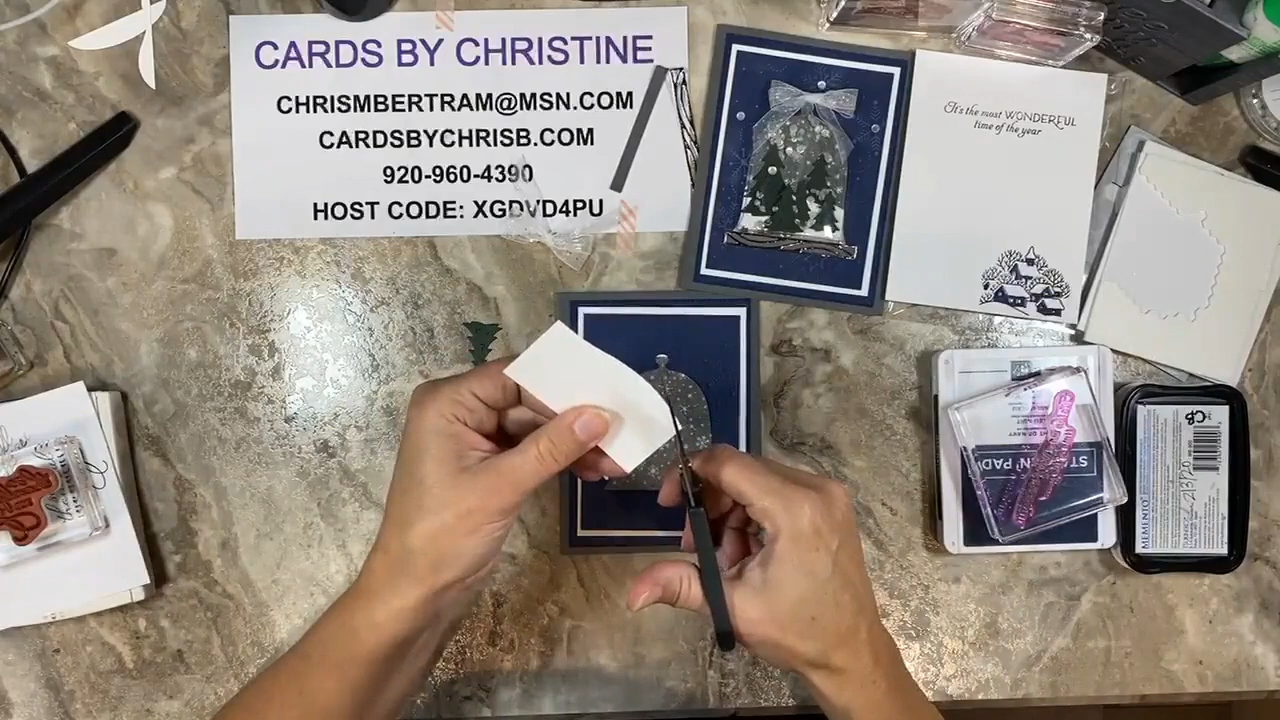 CARDS BY CHRISTINE
CHRISMBERTRAM@MSN.COM
CARDSBYCHRISB.COM
920-960-4390
HOST CODE: XGDVD4PU
It's the most WONDERFUL
time of the year
STAMPIN' PAD
MEMENTO